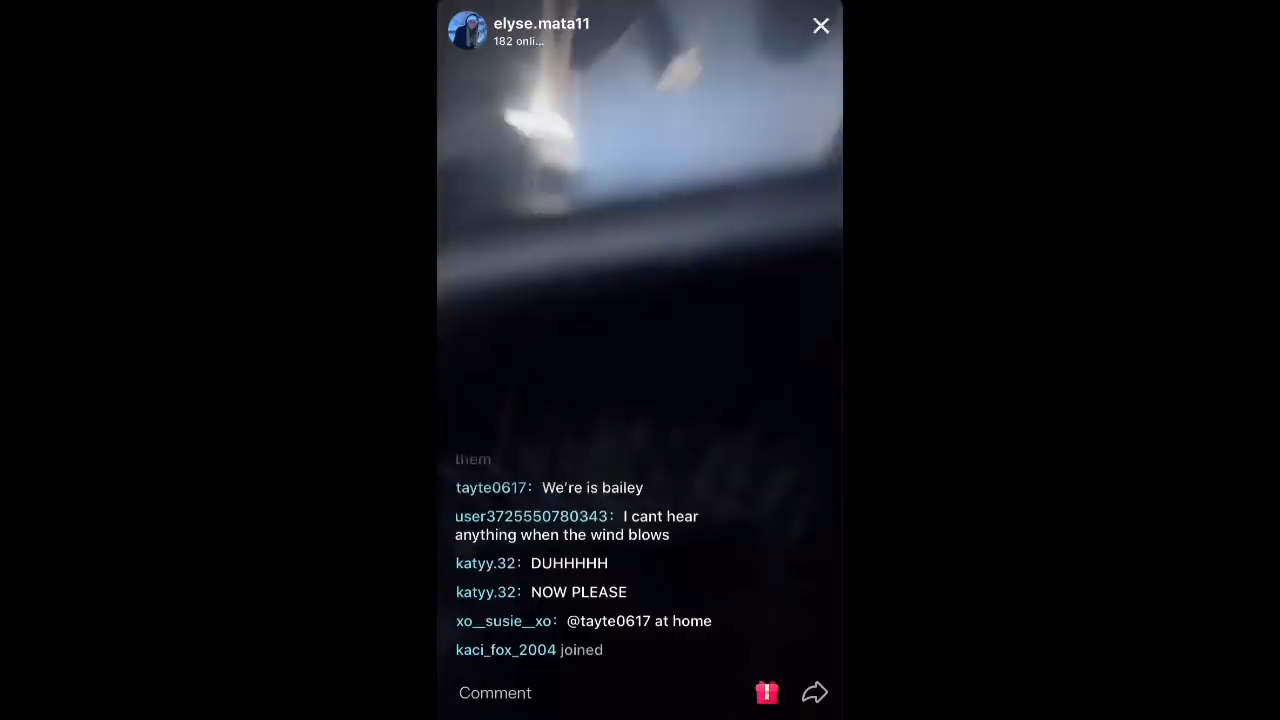 elyse.mata11
182 onli...
them
tayte0617: We're is bailey
user3725550780343: I cant hear
anything when the wind blows
katyy.32: DUHHHHH
katyy.32: NOW PLEASE
xo__susie__xo: @tayte0617 at home
kaci_fox_2004 joined
Comment